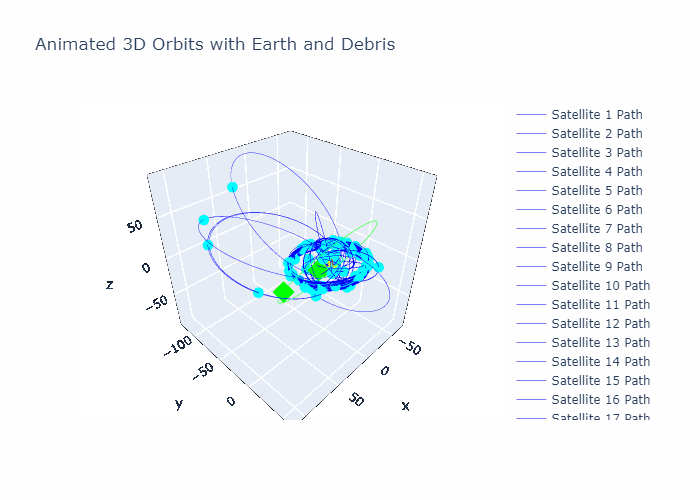 Animated 3D Orbits with Earth and Debris
Satellite 1 Path
Satellite 2 Path
Satellite 3 Path
Satellite 4 Path
Satellite 5 Path
Satellite 6 Path
Satellite 7 Path
Satellite 8 Path
Satellite 9 Path
Satellite 10 Path
Satellite 11 Path
Satellite 12 Path
Satellite 13 Path
Satellite 14 Path
Satellite 15 Path
Satellite 16 Path
Satellite 17 Path
50
0
−50
z
−100
−50
0
y
−50
0
50
x